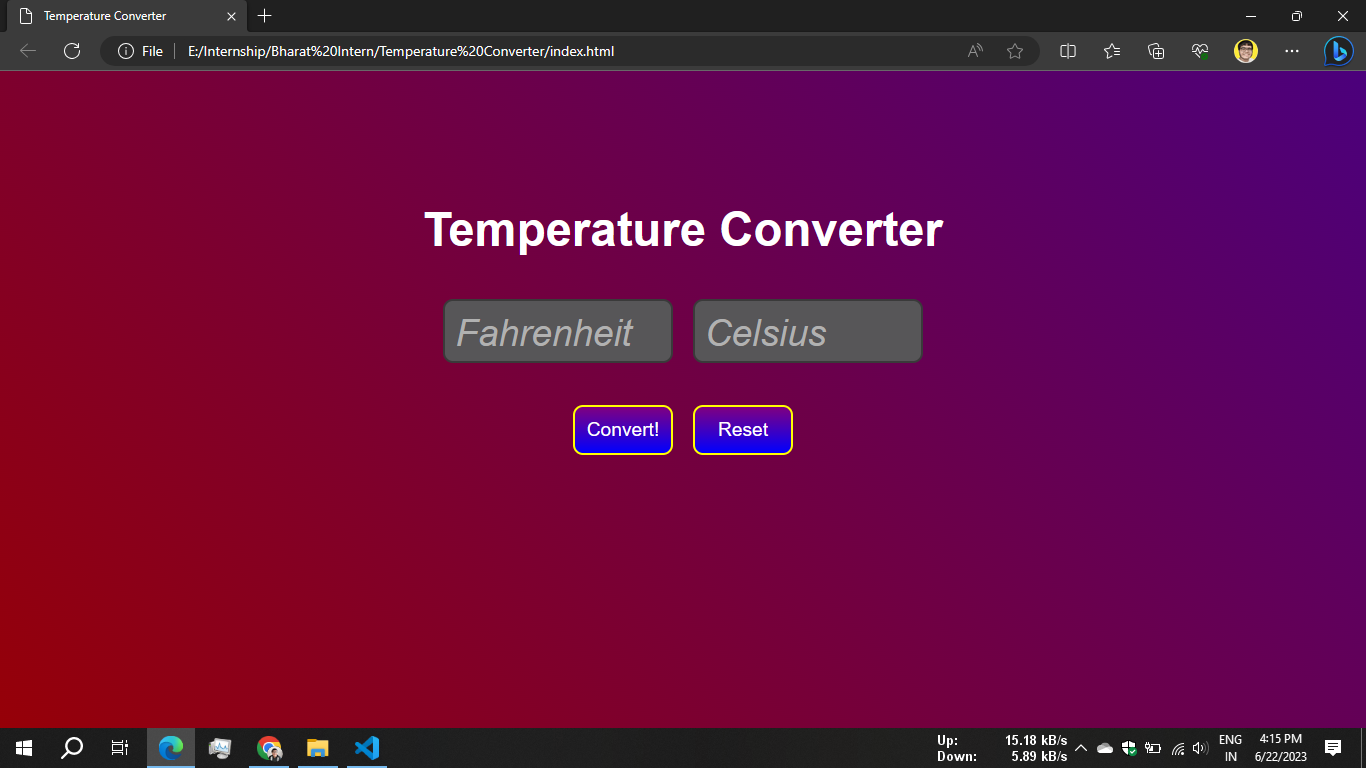 Temperature Converter
File
E:/Internship/Bharat%20Intern/Temperature%20Converter/index.html
Temperature Converter
Fahrenheit Celsius
Convert! Reset
Up: 15.18 kB/s
Down: 5.89 kB/s
ENG
IN
4:15 PM
6/22/2023